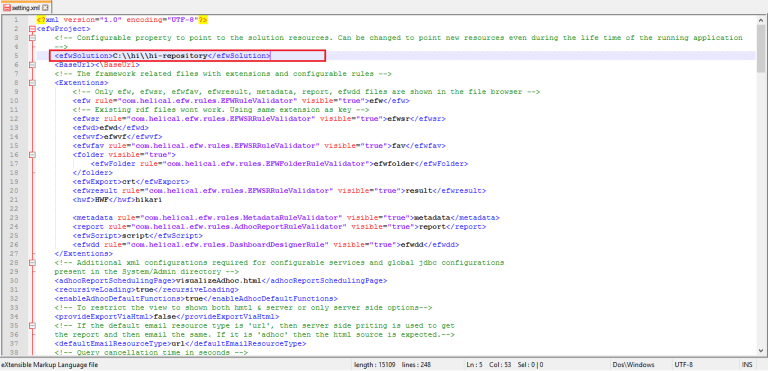 setting.xml
1 <?xml version="1.0" encoding="UTF-8"?>
2 <efwProject>
3 <!-- Configurable property to point to the solution resources. Can be changed to point new resources even during the life time of the running application
4 -->
5 <efwSolution>C:\\hi\\hi-repository</efwSolution>
6 <BaseUrl><\BaseUrl>
7 <!-- The framework related files with extensions and configurable rules -->
8 <Extentions>
9 <!-- Only efw, efwsr, efwfav, efwresult, metadata, report, efwdd files are shown in the file browser -->
10 <efw rule="com.helical.efw.rules.EFWRuleValidator" visible="true">efw</efw>
11 <!-- Existing rdf files wont work. Using same extension as key -->
12 <efwsr rule="com.helical.efw.rules.EFWSRRuleValidator" visible="true">efwsr</efwsr>
13 <efwd>efwd</efwd>
14 <efwvf>efwvf</efwvf>
15 <efwfav rule="com.helical.efw.rules.EFWSRRuleValidator" visible="true">fav</efwfav>
16 <folder visible="true">
17 <efwFolder rule="com.helical.efw.rules.EFWFolderRuleValidator">efwfolder</efwFolder>
18 </folder>
19 <efwExport>crt</efwExport>
20 <efwresult rule="com.helical.efw.rules.EFWSRRuleValidator" visible="true">result</efwresult>
21 <hwf>HWF</hwf>hikari
22
23 <metadata rule="com.helical.efw.rules.MetadataRuleValidator" visible="true">metadata</metadata>
24 <report rule="com.helical.efw.rules.AdhocReportRuleValidator" visible="true">report</report>
25 <efwScript>script</efwScript>
26 <efwdd rule="com.helical.efw.rules.DashboardDesignerRule" visible="true">efwdd</efwdd>
27 </Extentions>
28 <!-- Additional xml configurations required for configurable services and global jdbc configurations
29 present in the System/Admin directory -->
30 <adhocReportSchedulingPage>visualizeAdhoc.html</adhocReportSchedulingPage>
31 <recursiveLoading>true</recursiveLoading>
32 <enableAdhocDefaultFunctions>true</enableAdhocDefaultFunctions>
33 <!-- To restrict the view to shown both hmtl & server or only server side options-->
34 <provideExportViaHtml>false</provideExportViaHtml>
35 <!-- If the default email resource type is 'url', then server side priting is used to get
36 the report and then email the same. If it is 'adhoc' then the html source is expected.-->
37 <defaultEmailResourceType>url</defaultEmailResourceType>
38 <!-- Query cancellation time in seconds -->
eXtensible Markup Language file length : 15109 lines : 248 Ln : 5 Col : 53 Sel : 0 | 0 Dos\Windows UTF-8 INS